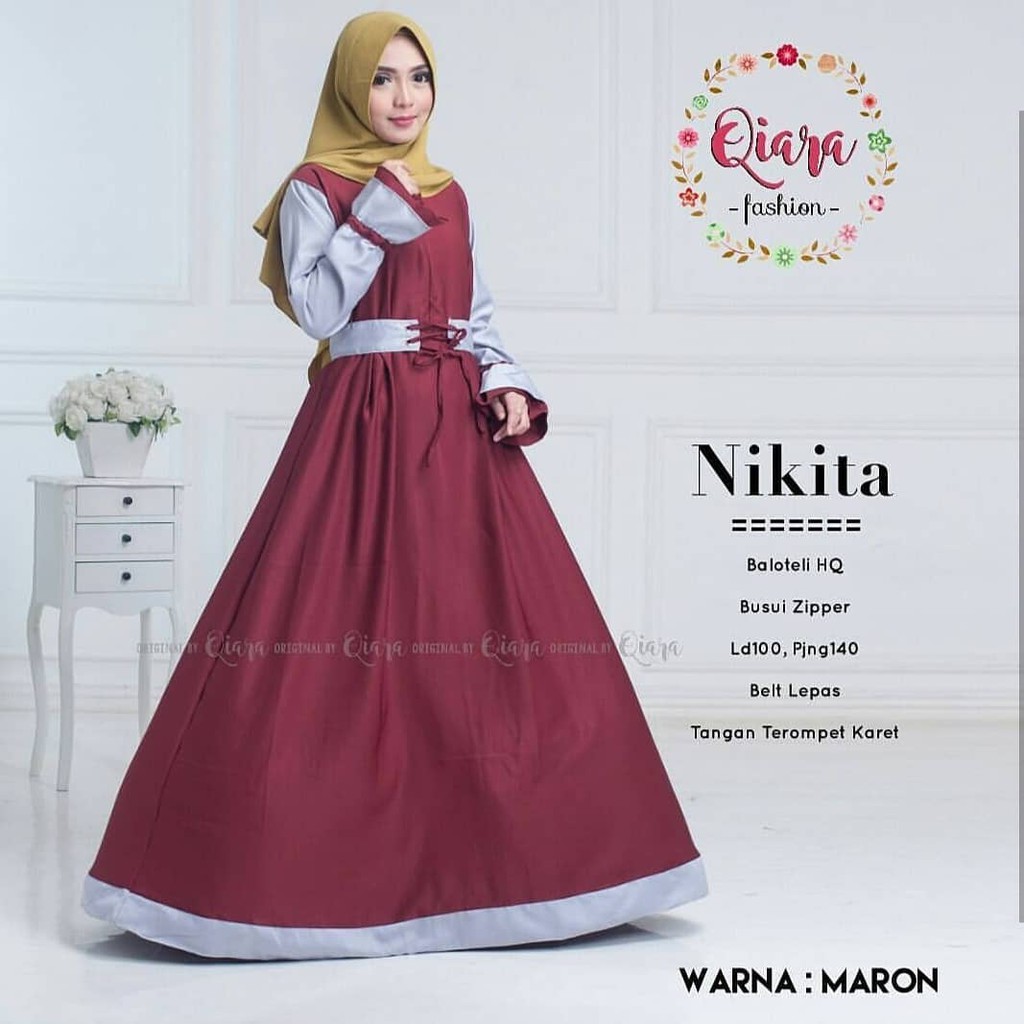 Qiara
- fashion -
Nikita
=======
Baloteli HQ
Busui Zipper
Ld100, Pjng140
Belt Lepas
Tangan Terompet Karet
ORIGINAL BY Qiara ORIGINAL BY Qiara ORIGINAL BY Qiara ORIGINAL BY Qiara
WARNA : MARON